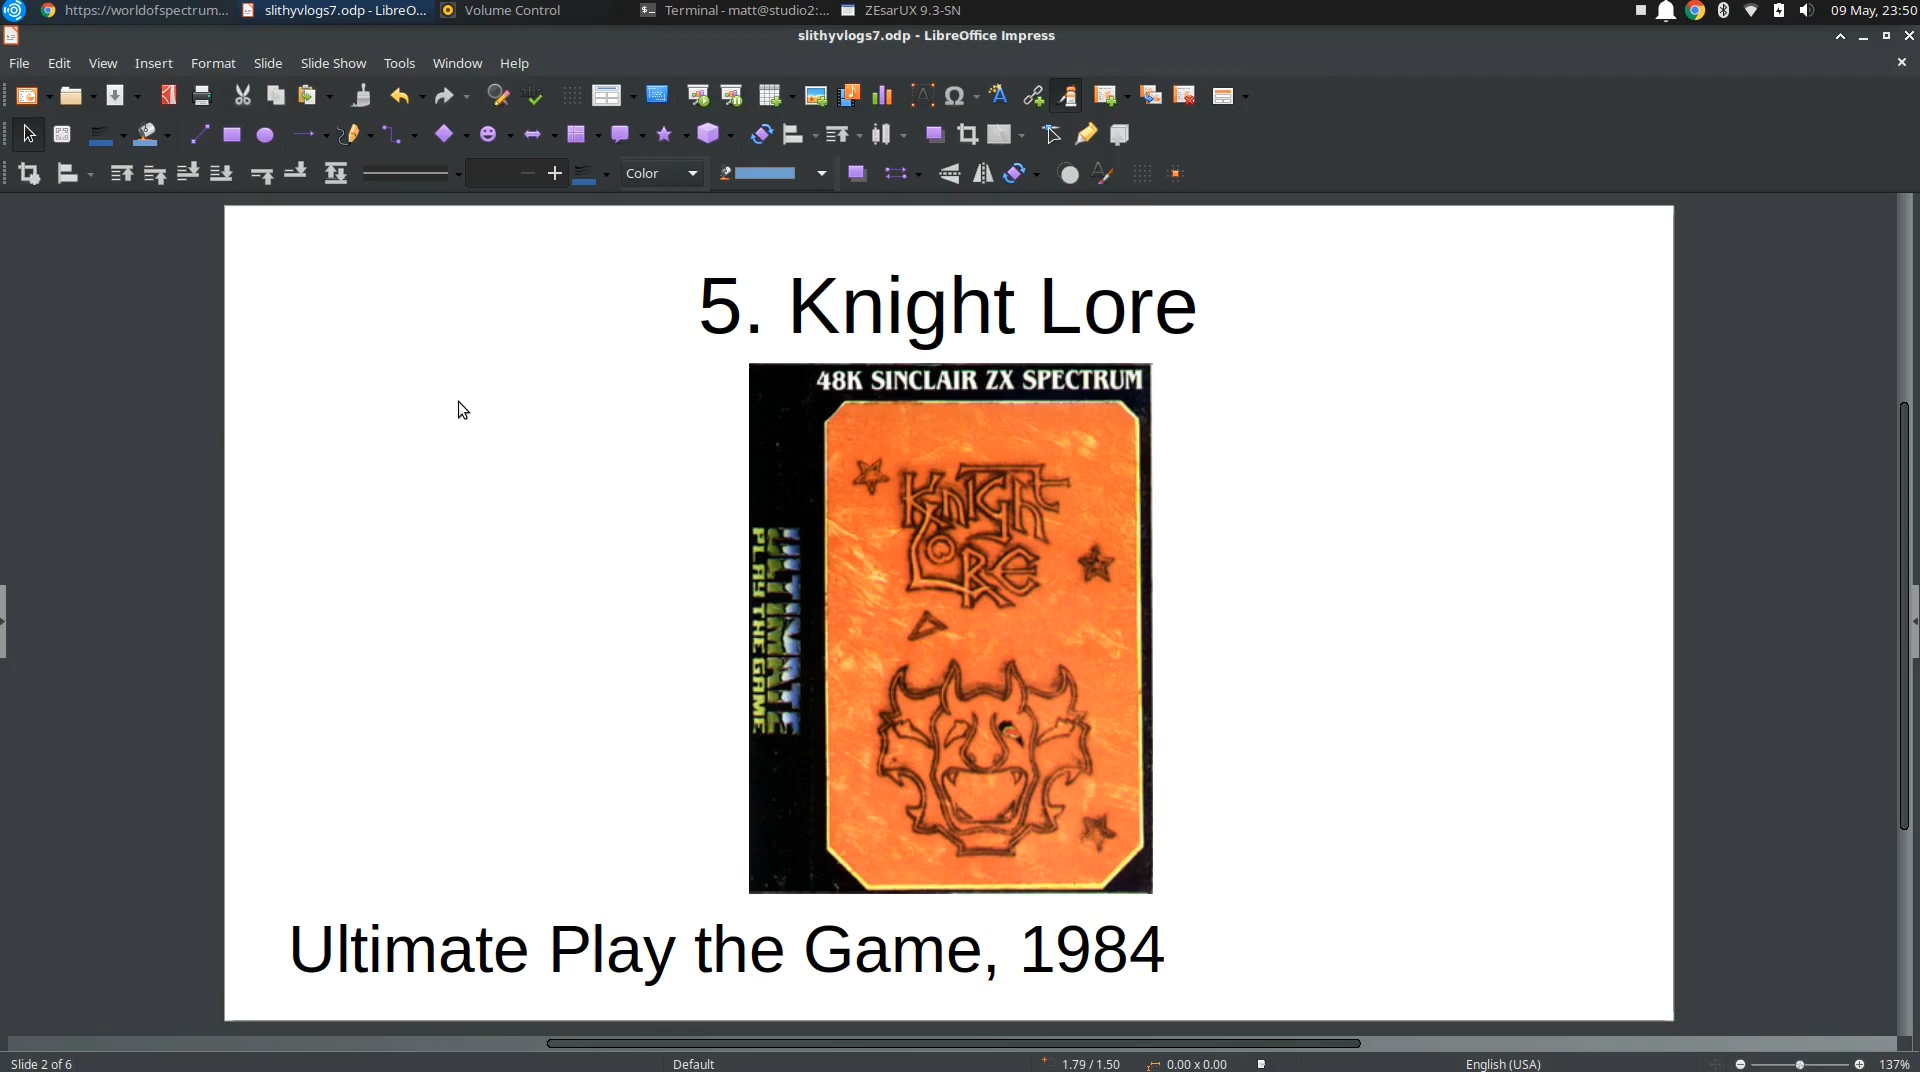 https://worldofspectrum... slithyvlogs7.odp - LibreO... Volume Control Terminal - matt@studio2:... ZEsarUX 9.3-SN 09 May, 23:50
slithyvlogs7.odp - LibreOffice Impress
File Edit View Insert Format Slide Slide Show Tools Window Help
Color
5. Knight Lore
48K SINCLAIR ZX SPECTRUM
KNIGHT
LORE
ULTIMATE
PLAY THE GAME
Ultimate Play the Game, 1984
Slide 2 of 6 Default 1.79 / 1.50 0.00 x 0.00 English (USA) 137%